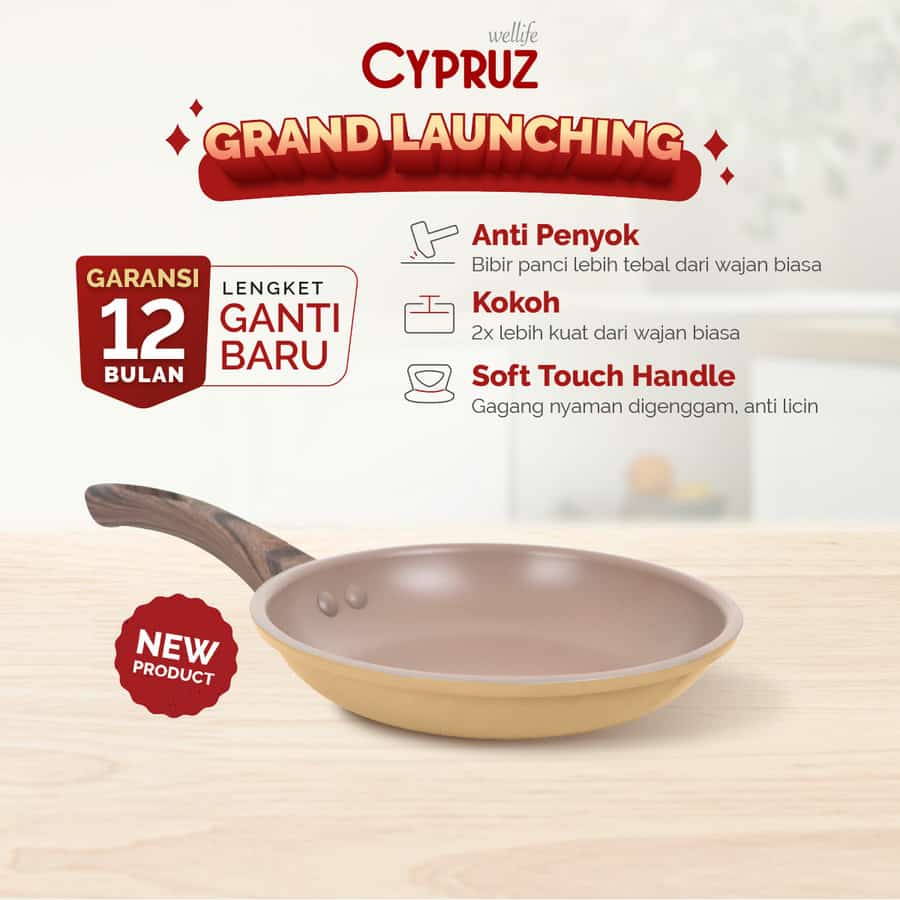 wellife
CYPRUZ
GRAND LAUNCHING
GARANSI
12
BULAN
LENGKET
GANTI
BARU
Anti Penyok
Bibir panci lebih tebal dari wajan biasa
Kokoh
2x lebih kuat dari wajan biasa
Soft Touch Handle
Gagang nyaman digenggam, anti licin
NEW
PRODUCT